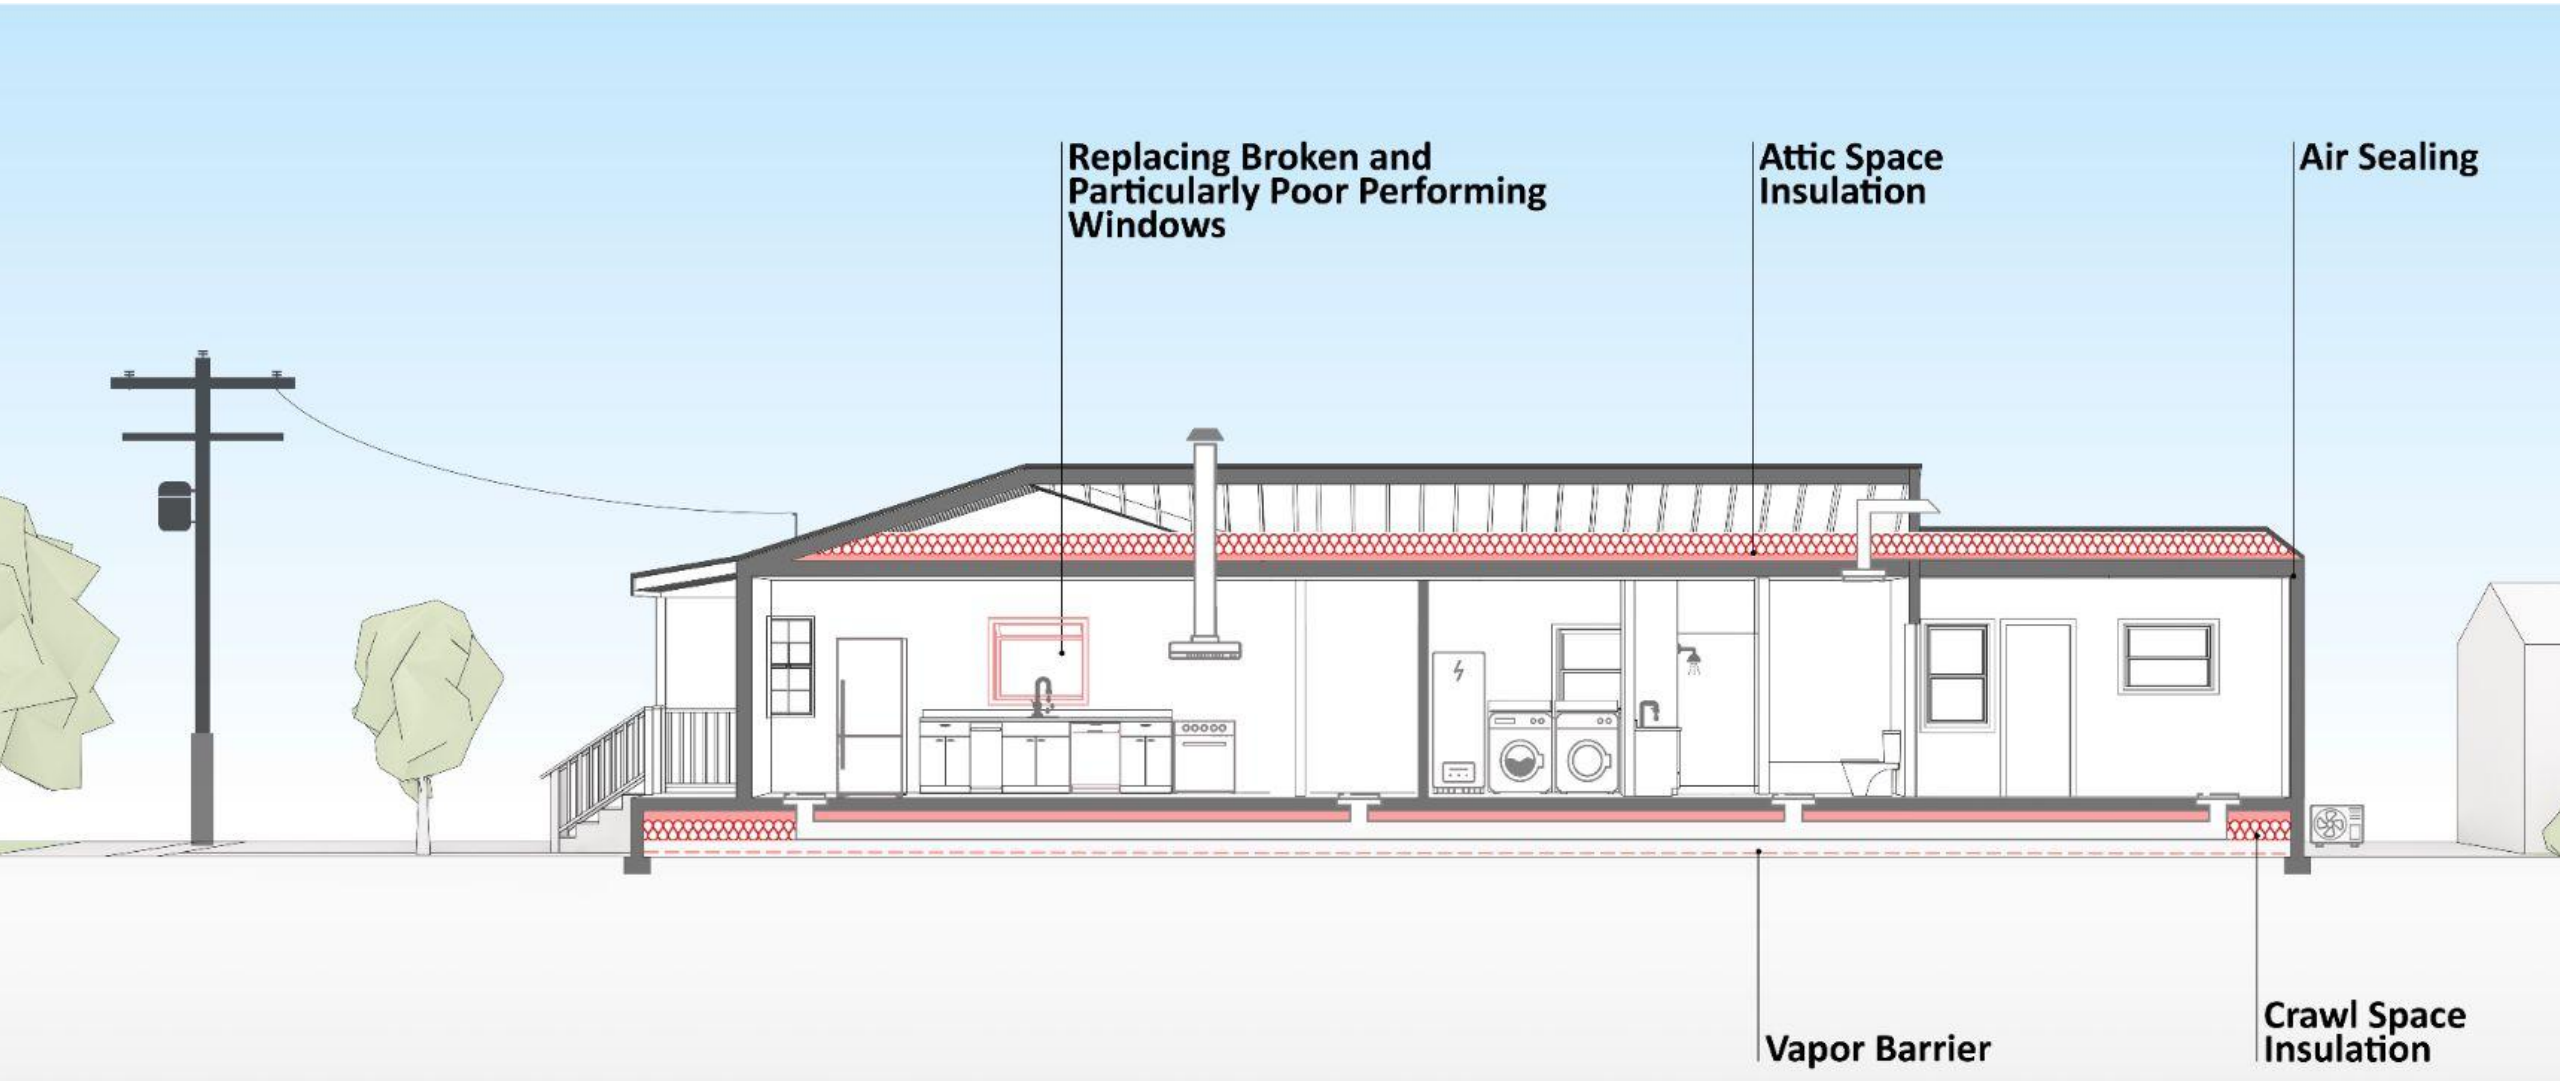 Replacing Broken and
Particularly Poor Performing
Windows
Attic Space
Insulation
Air Sealing
Vapor Barrier
Crawl Space
Insulation